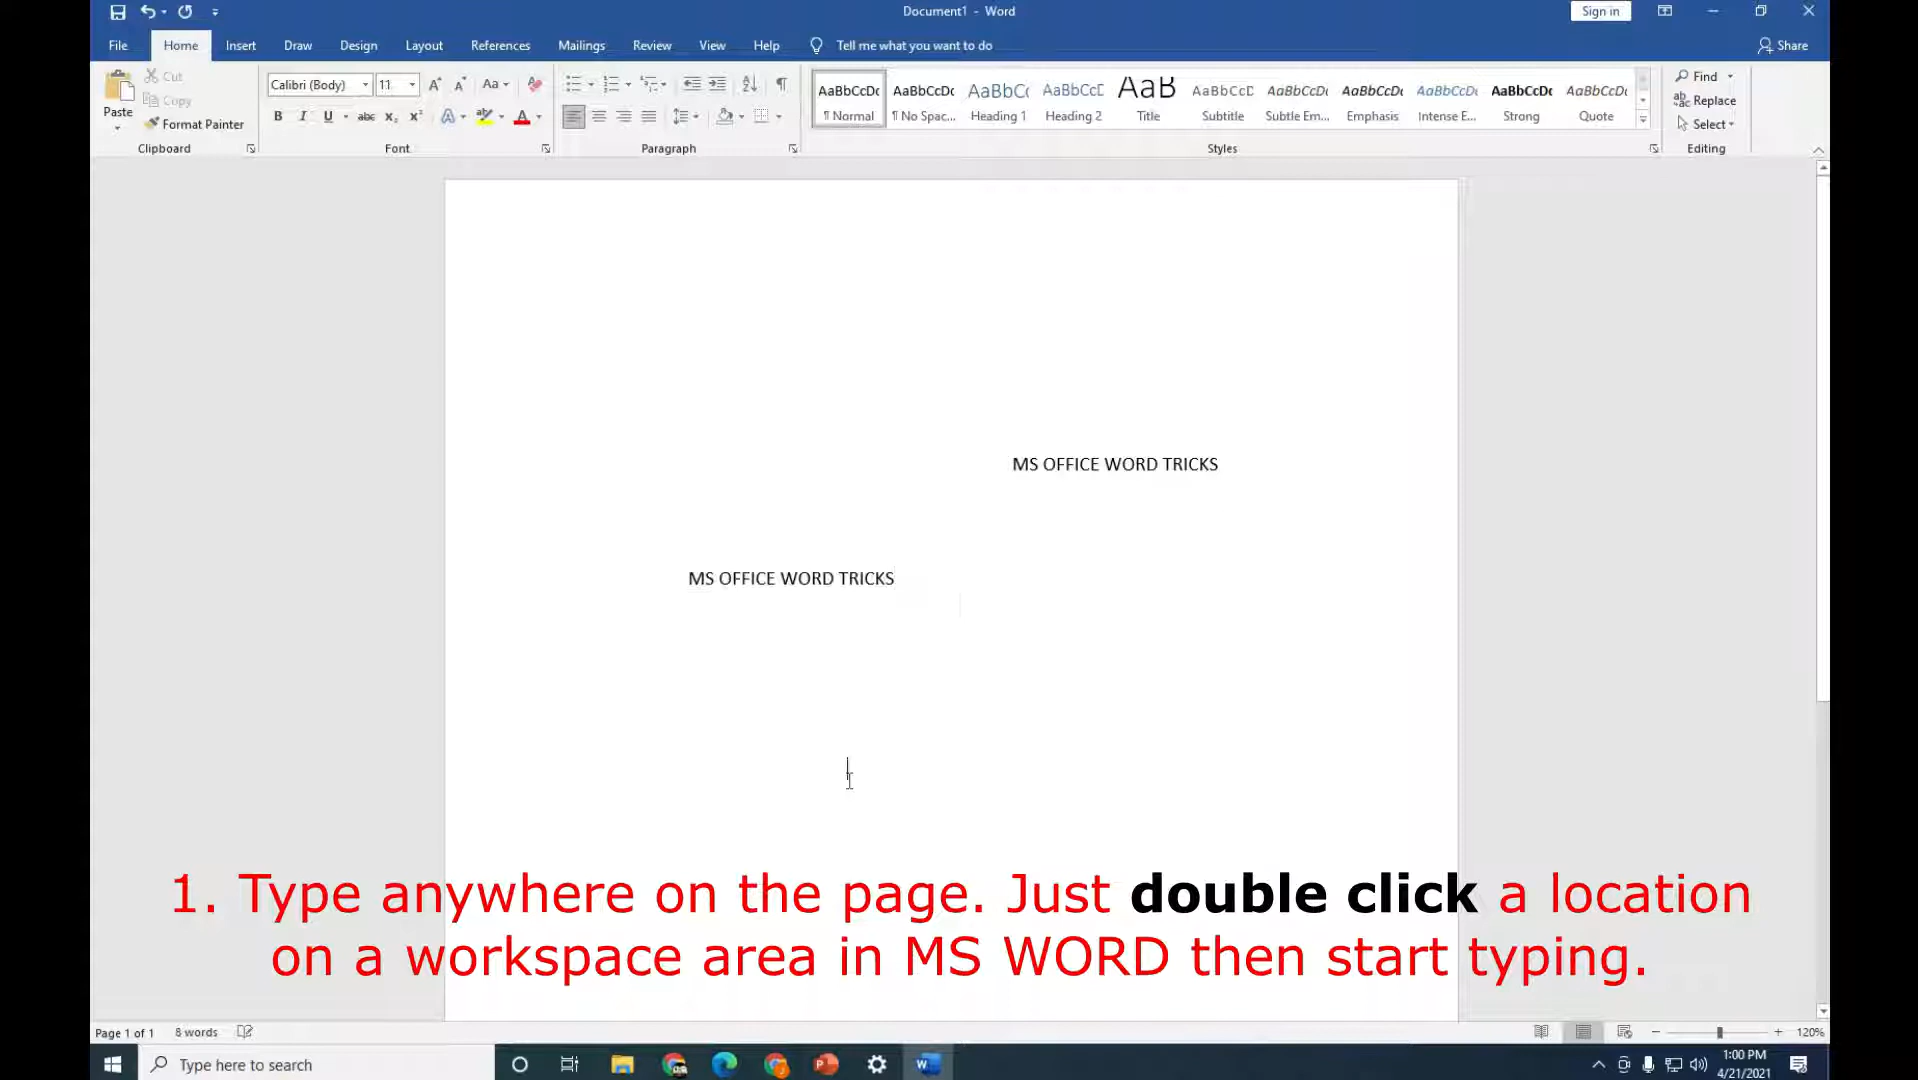 Document1 - Word
Sign in
File Home Insert Draw Design Layout References Mailings Review View Help Tell me what you want to do Share
Cut
Copy
Paste
Format Painter
Clipboard
Calibri (Body) 11
Font
Paragraph
AaBbCcDc AaBbCcDc AaBbCc AaBbCcD AaB AaBbCcD AaBbCcDc AaBbCcDc AaBbCcDc AaBbCcDc AaBbCcDc
¶ Normal ¶ No Spac... Heading 1 Heading 2 Title Subtitle Subtle Em... Emphasis Intense E... Strong Quote
Styles
Find
Replace
Select
Editing
MS OFFICE WORD TRICKS
MS OFFICE WORD TRICKS
1. Type anywhere on the page. Just double click a location
on a workspace area in MS WORD then start typing.
Page 1 of 1 8 words 120%
Type here to search
1:00 PM
4/21/2021